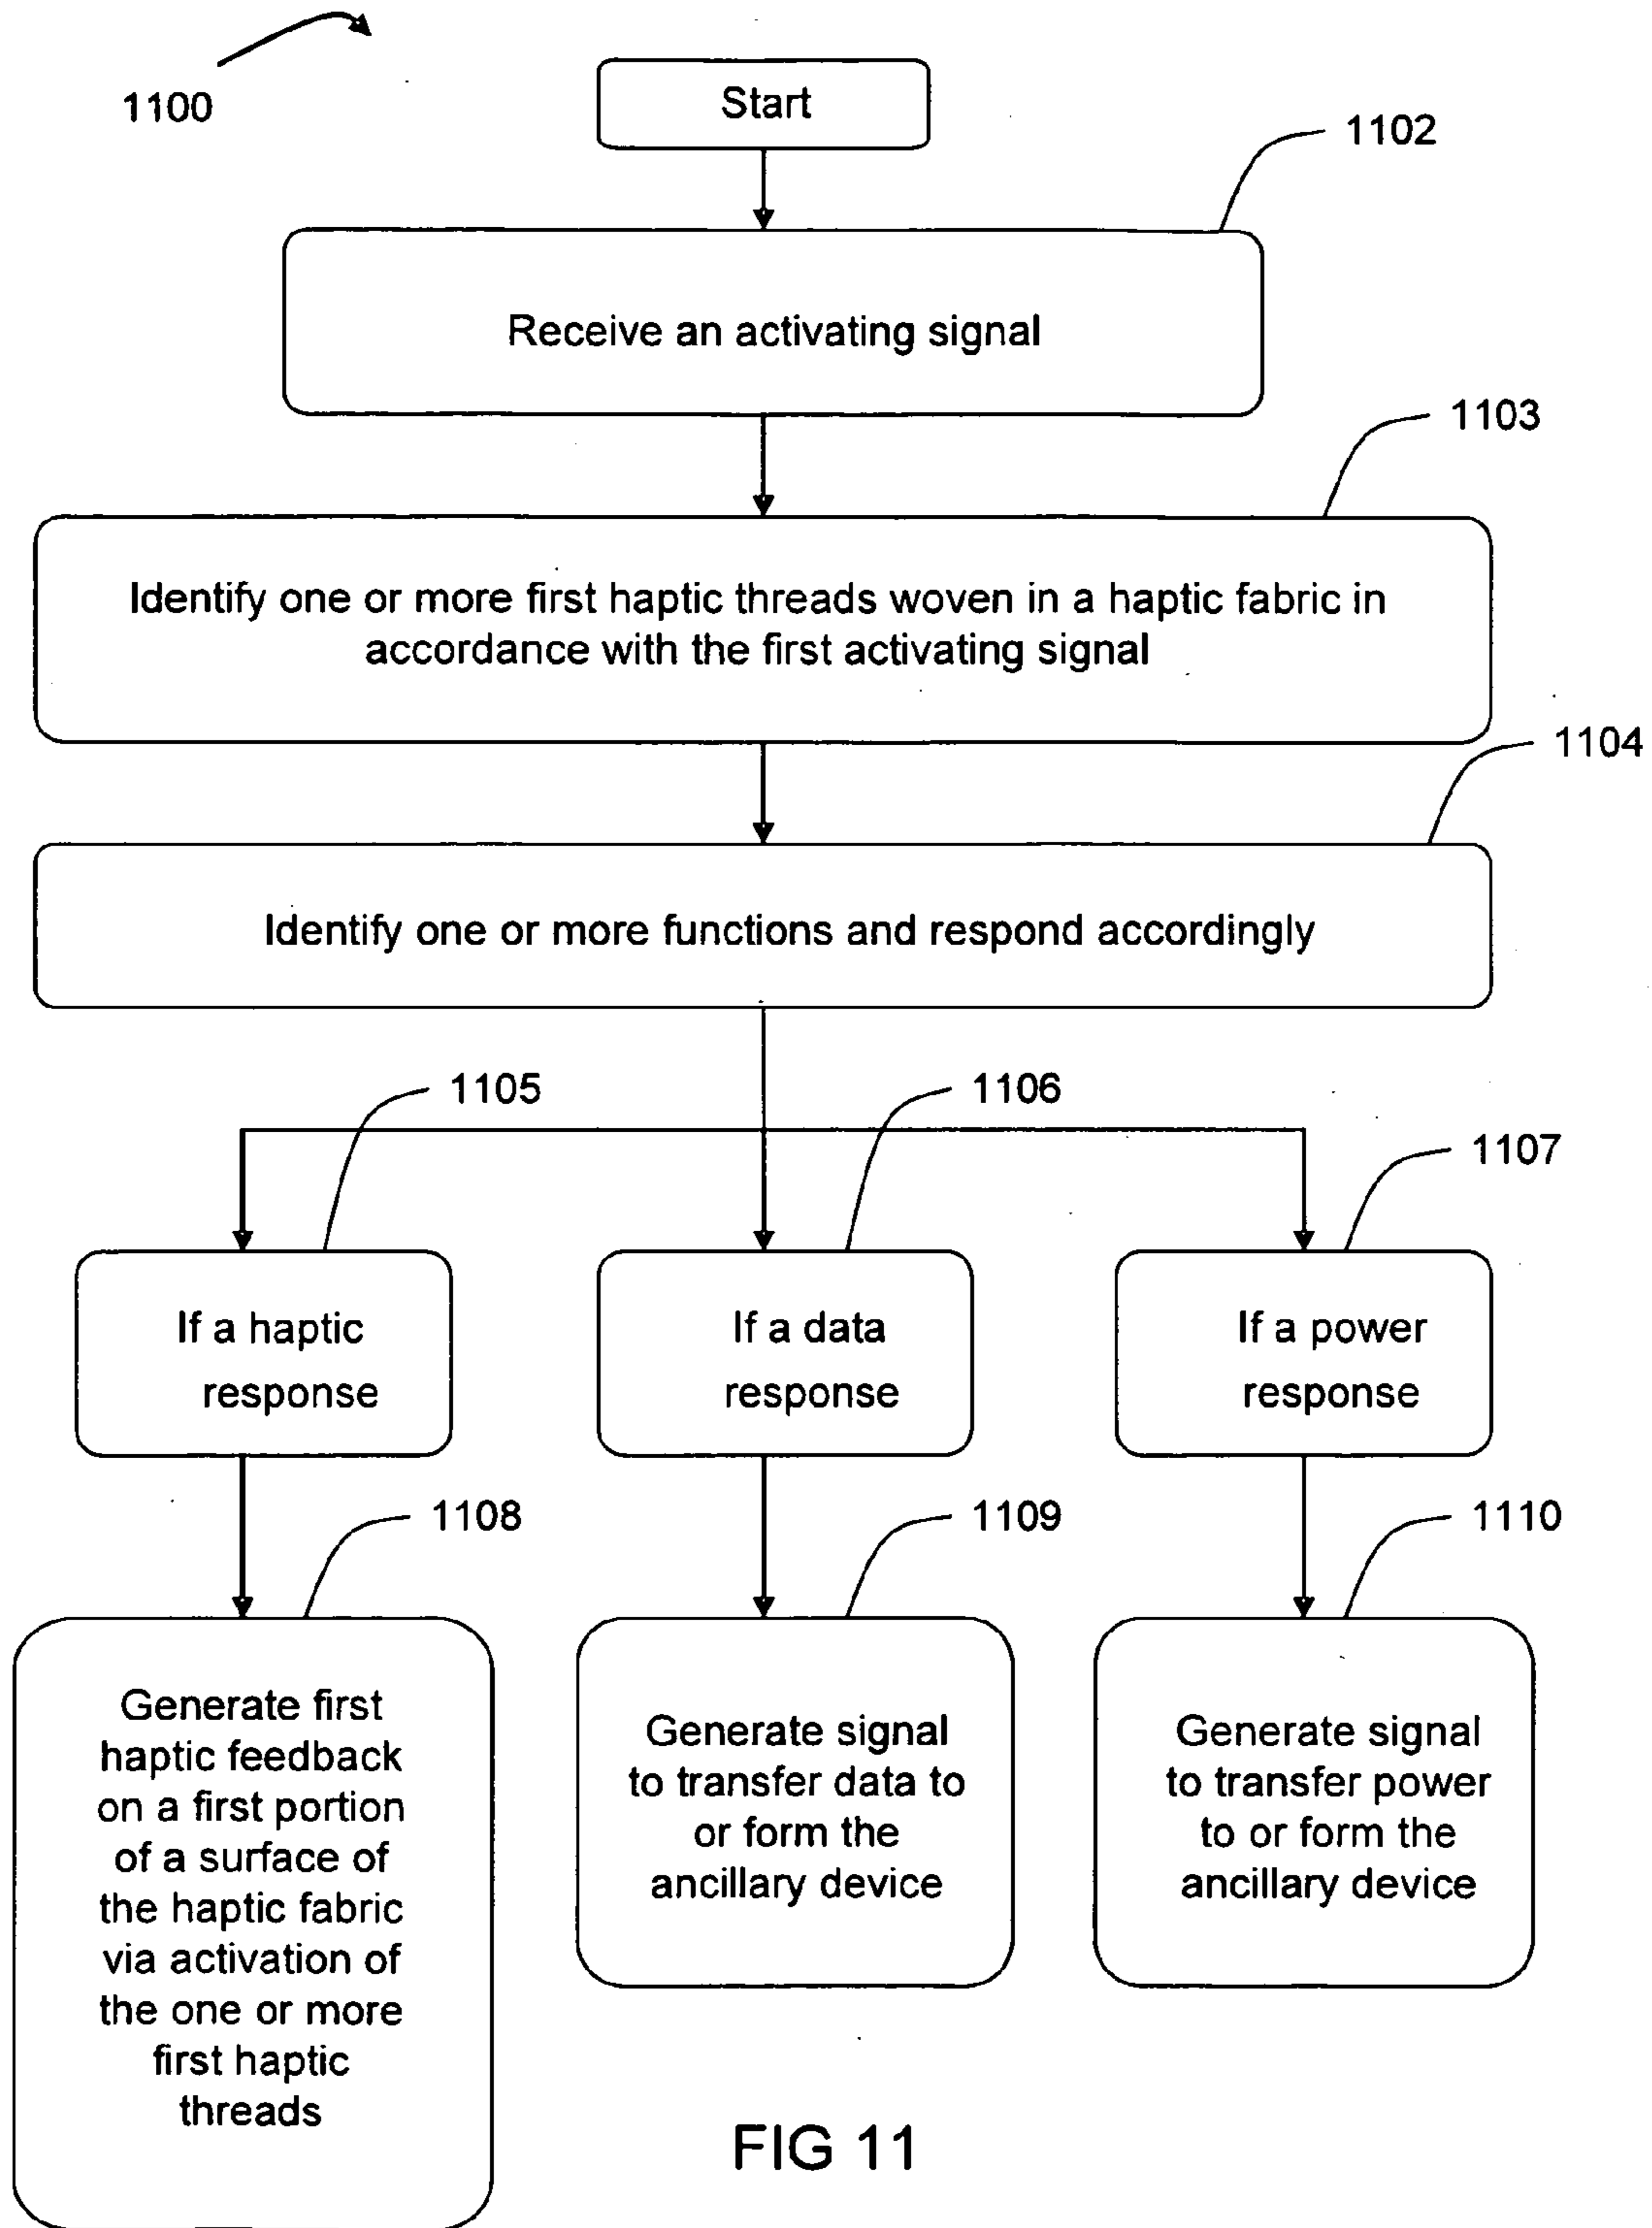 1100
Start
1102
Receive an activating signal
1103
Identify one or more first haptic threads woven in a haptic fabric in
accordance with the first activating signal
1104
Identify one or more functions and respond accordingly
1105
1106
1107
If a haptic
response
If a data
response
If a power
response
1108
1109
1110
Generate first
haptic feedback
on a first portion
of a surface of
the haptic fabric
via activation of
the one or more
first haptic
threads
Generate signal
to transfer data to
or form the
ancillary device
Generate signal
to transfer power
to or form the
ancillary device
FIG 11